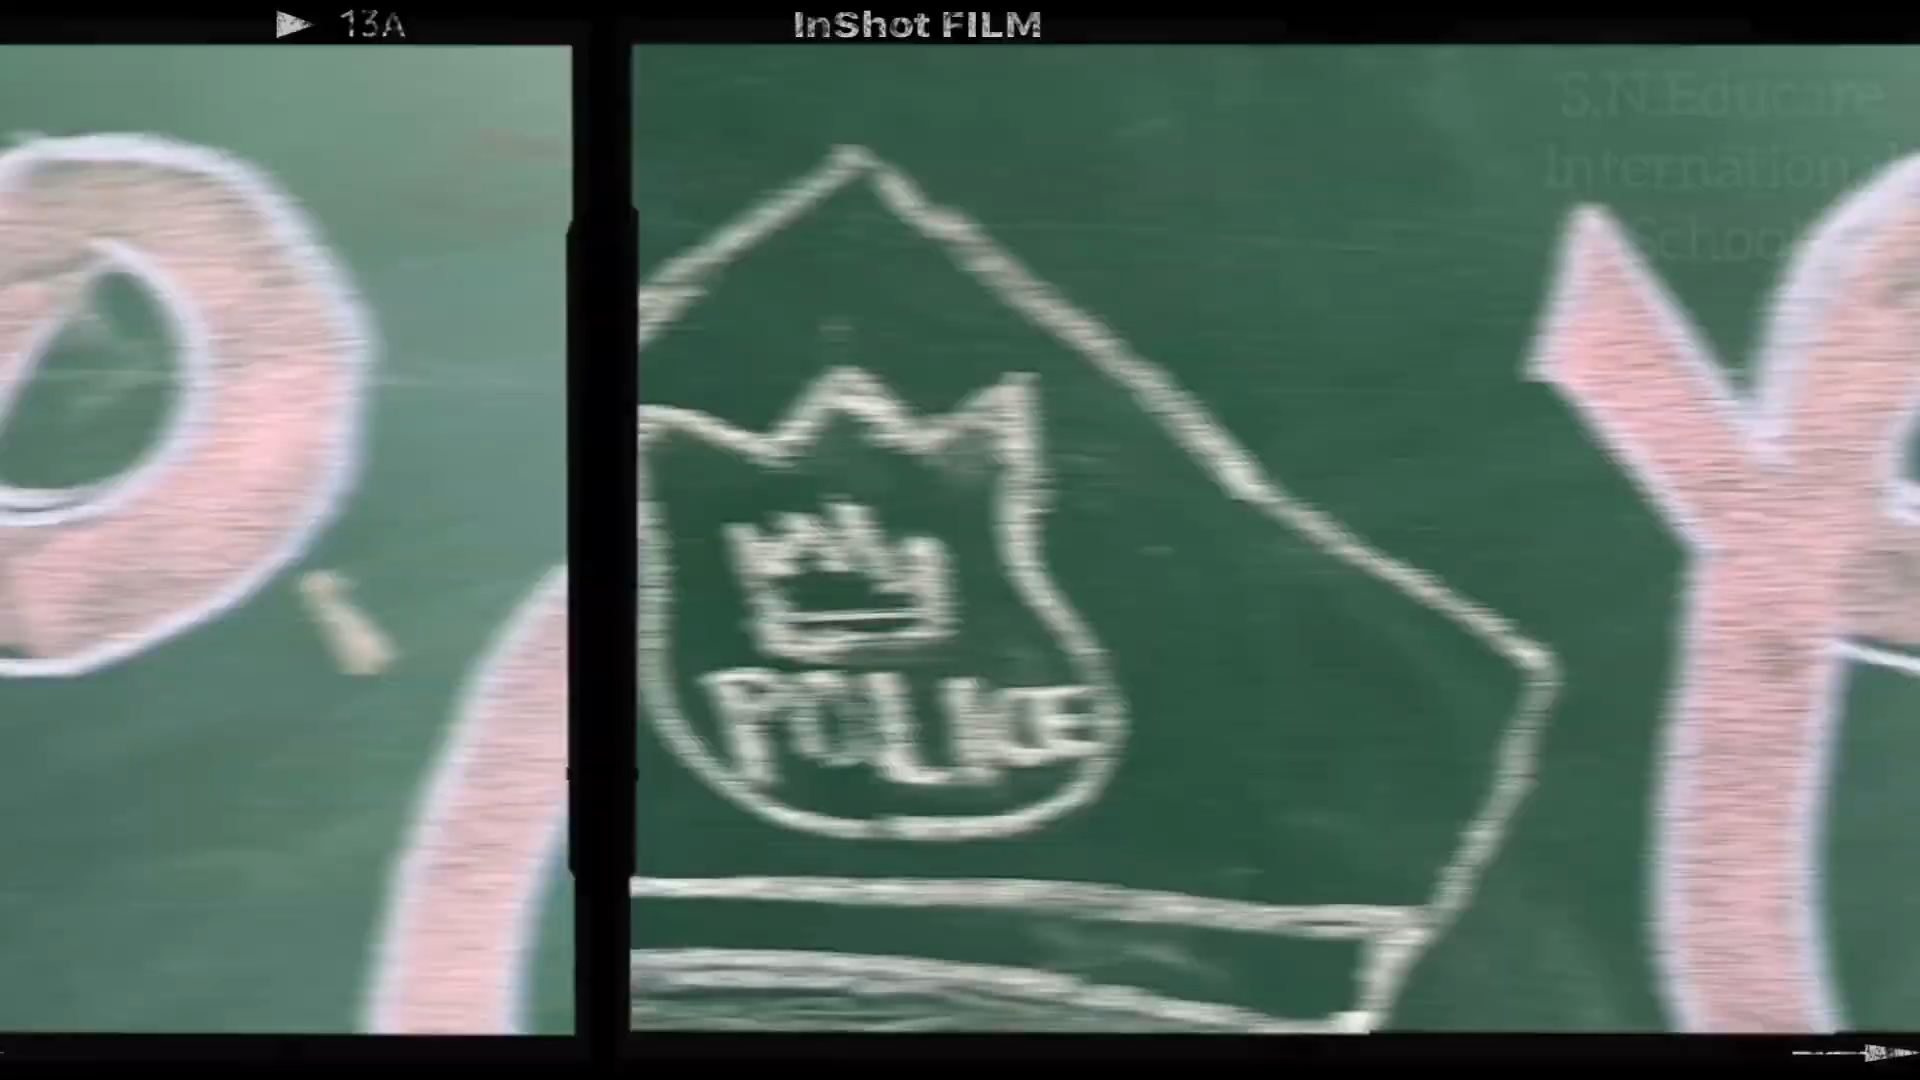 13A
InShot FILM
S.N.Educare
International
School
POLICE